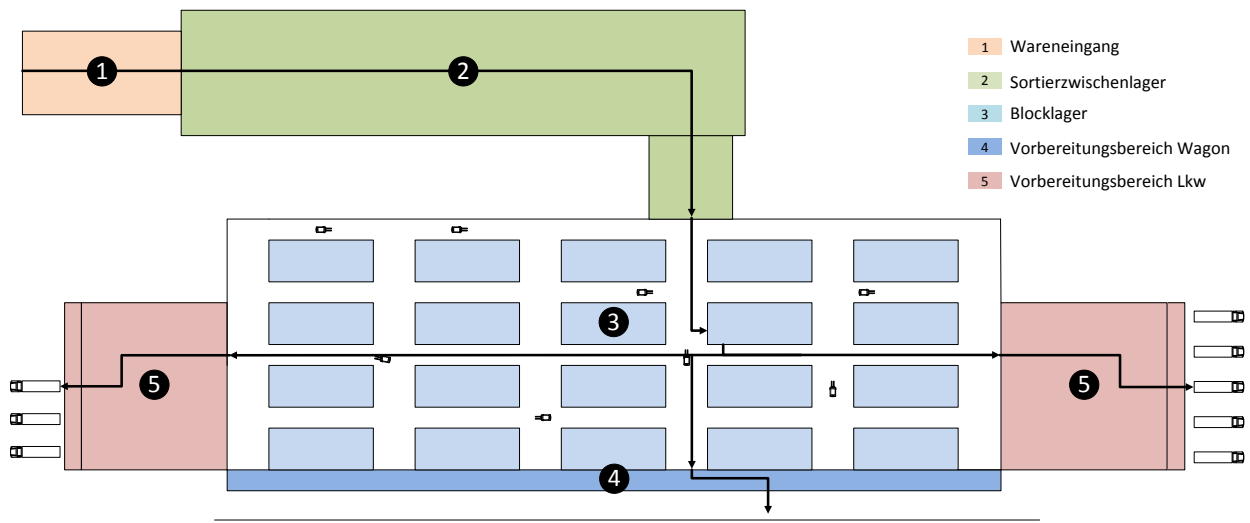 1
2
1 Wareneingang
2 Sortierzwischenlager
3 Blocklager
4 Vorbereitungsbereich Wagon
5 Vorbereitungsbereich Lkw
3
5
5
4